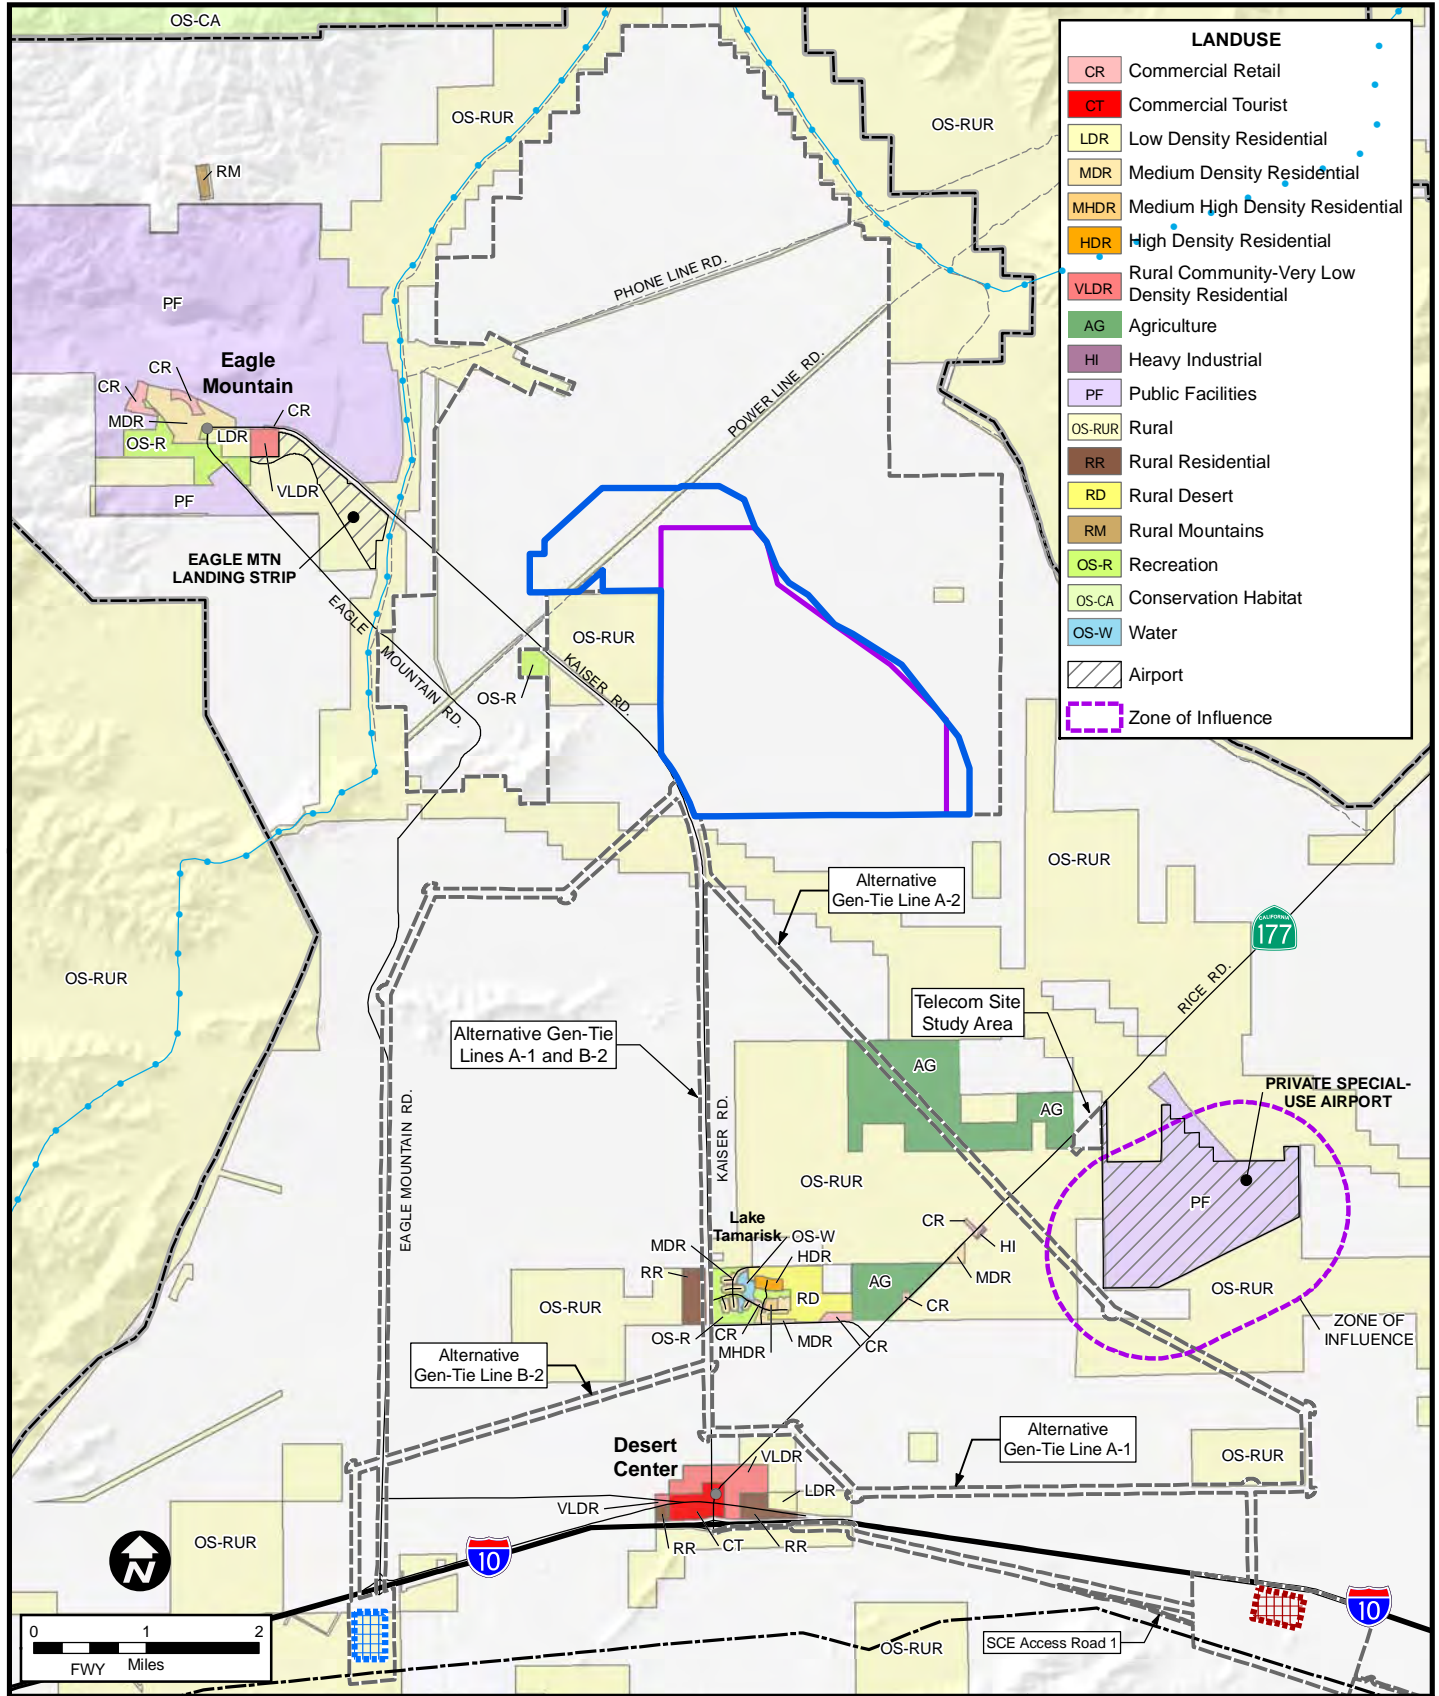 OS-CA
OS-RUR
OS-RUR
RM
PF
PHONE LINE RD.
POWER LINE RD.
Eagle
Mountain
CR
CR
CR
MDR
OS-R
LDR
VLDR
PF
EAGLE MTN
LANDING STRIP
EAGLE
MOUNTAIN RD.
OS-RUR
OS-R
KAISER RD.
LANDUSE
CR Commercial Retail
CT Commercial Tourist
LDR Low Density Residential
MDR Medium Density Residential
MHDR Medium High Density Residential
HDR High Density Residential
VLDR Rural Community-Very Low
Density Residential
AG Agriculture
HI Heavy Industrial
PF Public Facilities
OS-RUR Rural
RR Rural Residential
RD Rural Desert
RM Rural Mountains
OS-R Recreation
OS-CA Conservation Habitat
OS-W Water
Airport
Zone of Influence
OS-RUR
Alternative
Gen-Tie Line A-2
CALIFORNIA
177
RICE RD.
OS-RUR
Telecom Site
Study Area
Alternative Gen-Tie
Lines A-1 and B-2
AG
AG
PRIVATE SPECIAL-
USE AIRPORT
EAGLE MOUNTAIN RD.
KAISER RD.
OS-RUR
PF
Lake
Tamarisk
OS-W
MDR
HDR
RR
RD
AG
CR
HI
MDR
CR
OS-RUR
OS-RUR
OS-R
CR
MHDR
MDR
CR
ZONE OF
INFLUENCE
Alternative
Gen-Tie Line B-2
Alternative
Gen-Tie Line A-1
OS-RUR
Desert
Center
VLDR
LDR
VLDR
RR
CT
RR
OS-RUR
N
10
10
SCE Access Road 1
OS-RUR
0 1 2
FWY Miles